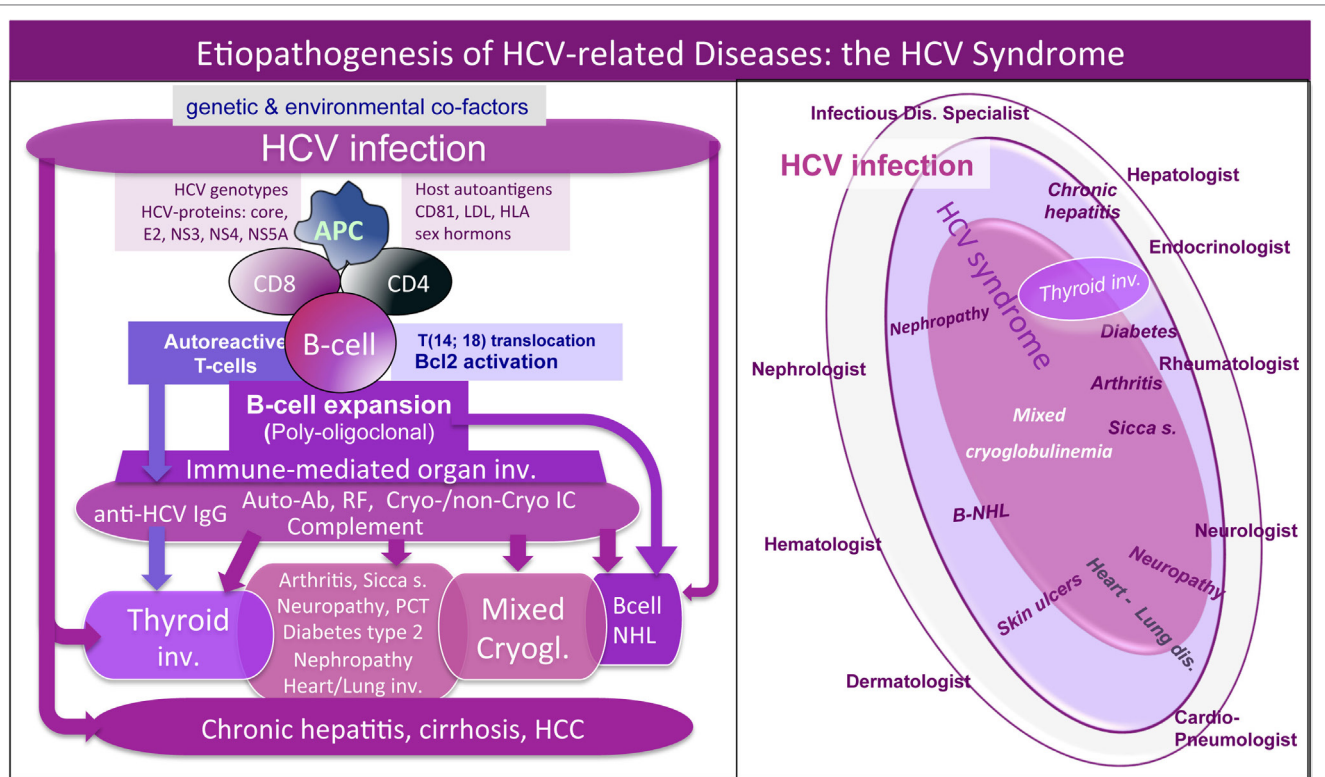 Etiopathogenesis of HCV-related Diseases: the HCV Syndrome
genetic & environmental co-factors
HCV infection
HCV genotypes
HCV-proteins: core,
E2, NS3, NS4, NS5A
APC
Host autoantigens
CD81, LDL, HLA
sex hormons
CD8
CD4
B-cell
Autoreactive
T-cells
T(14; 18) translocation
Bcl2 activation
B-cell expansion
(Poly-oligoclonal)
Immune-mediated organ inv.
anti-HCV IgG
Auto-Ab, RF, Cryo-/non-Cryo IC
Complement
Thyroid
inv.
Arthritis, Sicca s.
Neuropathy, PCT
Diabetes type 2
Nephropathy
Heart/Lung inv.
Mixed
Cryogl.
Bcell
NHL
Chronic hepatitis, cirrhosis, HCC
Infectious Dis. Specialist
HCV infection
Hepatologist
Chronic
hepatitis
HCV syndrome
Endocrinologist
Thyroid inv.
Nephropathy
Diabetes
Nephrologist
Rheumatologist
Arthritis
Mixed
cryoglobulinemia
Sicca s.
B-NHL
Hematologist
Neurologist
Neuropathy
Skin ulcers
Heart - Lung dis.
Dermatologist
Cardio-
Pneumologist